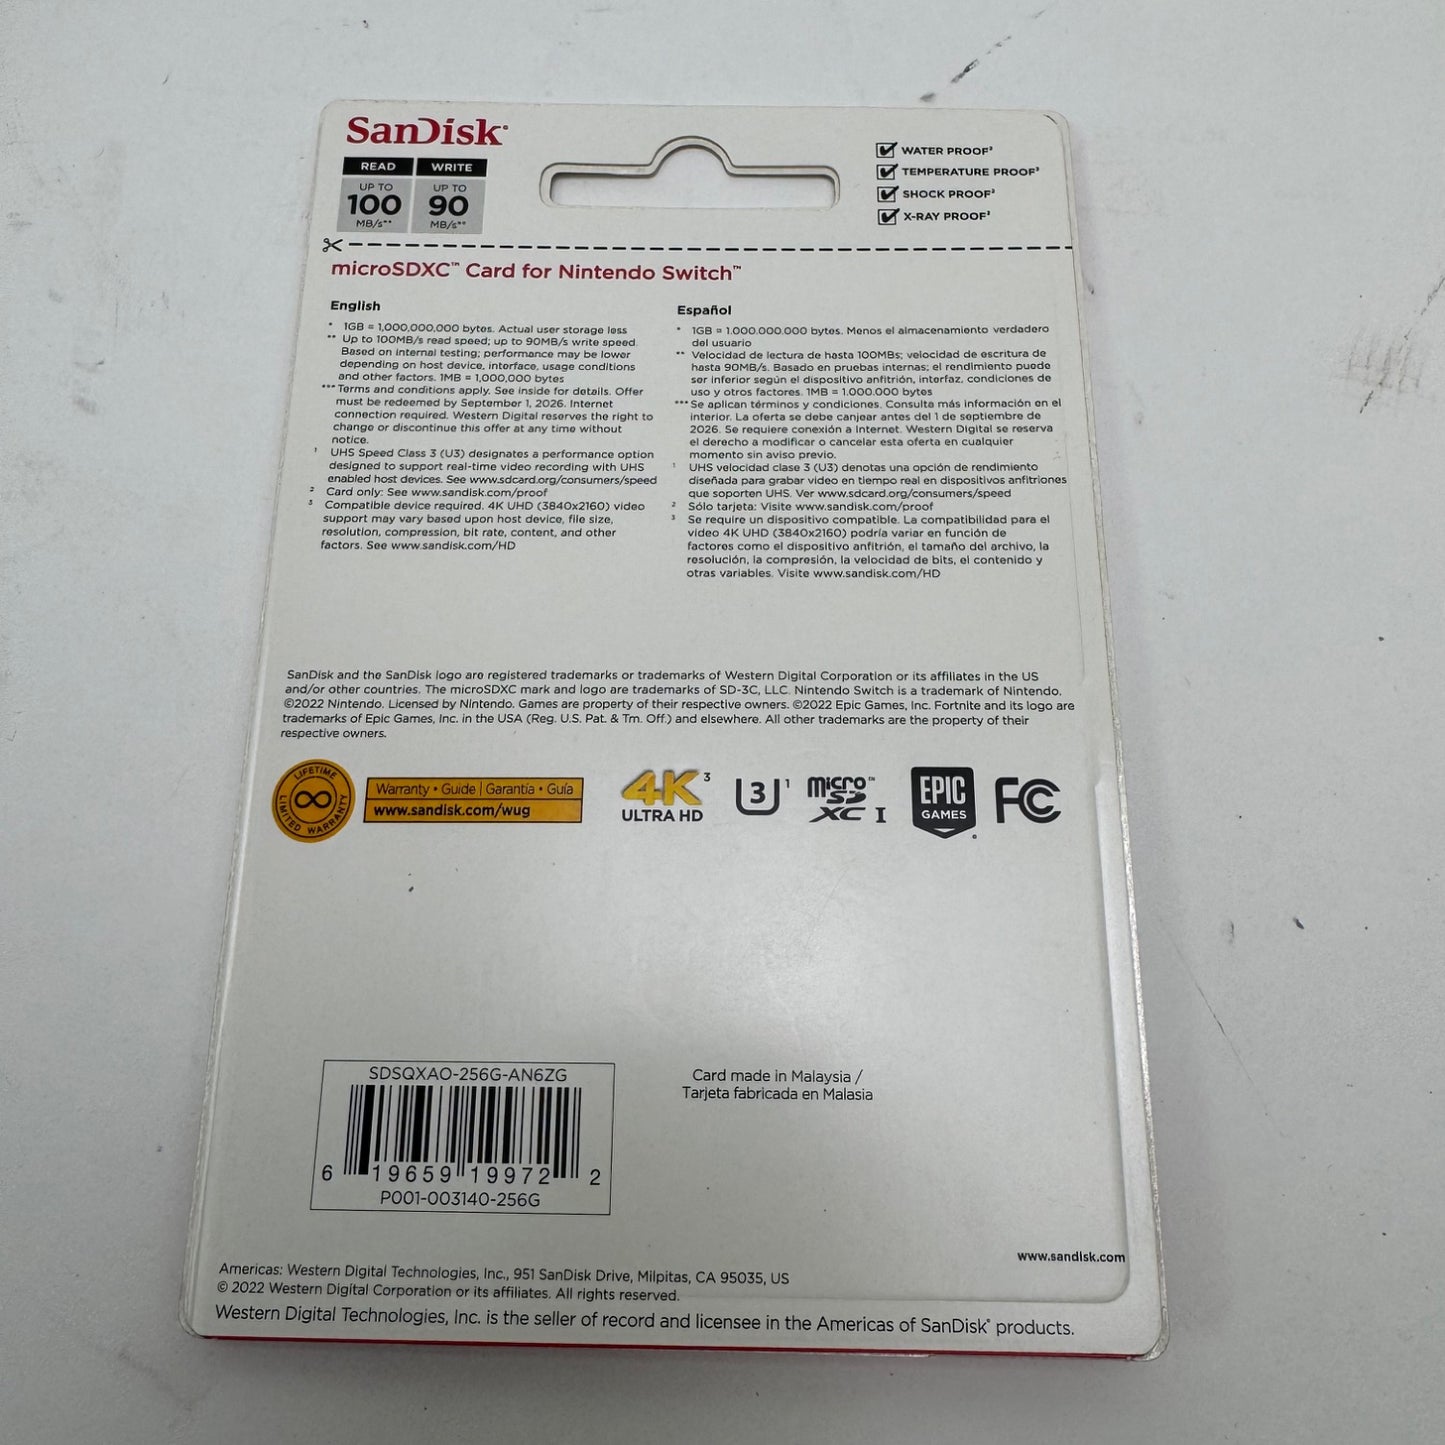 SanDisk®
READ WRITE
UP TO UP TO
100 90
MB/s** MB/s**
WATER PROOF²
TEMPERATURE PROOF²
SHOCK PROOF²
X-RAY PROOF²
microSDXC™ Card for Nintendo Switch™
English
* 1GB = 1,000,000,000 bytes. Actual user storage less
** Up to 100MB/s read speed; up to 90MB/s write speed.
Based on internal testing; performance may be lower
depending on host device, interface, usage conditions
and other factors. 1MB = 1,000,000 bytes
*** Terms and conditions apply. See inside for details. Offer
must be redeemed by September 1, 2026. Internet
connection required. Western Digital reserves the right to
change or discontinue this offer at any time without
notice.
¹ UHS Speed Class 3 (U3) designates a performance option
designed to support real-time video recording with UHS
enabled host devices. See www.sdcard.org/consumers/speed
² Card only: See www.sandisk.com/proof
³ Compatible device required. 4K UHD (3840x2160) video
support may vary based upon host device, file size,
resolution, compression, bit rate, content, and other
factors. See www.sandisk.com/HD
Español
* 1GB = 1.000.000.000 bytes. Menos el almacenamiento verdadero
del usuario
** Velocidad de lectura de hasta 100MBs; velocidad de escritura de
hasta 90MB/s. Basado en pruebas internas; el rendimiento puede
ser inferior según el dispositivo anfitrión, interfaz, condiciones de
uso y otros factores. 1MB = 1.000.000 bytes
*** Se aplican términos y condiciones. Consulta más información en el
interior. La oferta se debe canjear antes del 1 de septiembre de
2026. Se requiere conexión a Internet. Western Digital se reserva
el derecho a modificar o cancelar esta oferta en cualquier
momento sin aviso previo.
¹ UHS velocidad clase 3 (U3) denotas una opción de rendimiento
diseñada para grabar video en tiempo real en dispositivos anfitriones
que soporten UHS. Ver www.sdcard.org/consumers/speed
² Sólo tarjeta: Visite www.sandisk.com/proof
³ Se require un dispositivo compatible. La compatibilidad para el
video 4K UHD (3840x2160) podría variar en función de
factores como el dispositivo anfitrión, el tamaño del archivo, la
resolución, la compresión, la velocidad de bits, el contenido y
otras variables. Visite www.sandisk.com/HD
SanDisk and the SanDisk logo are registered trademarks or trademarks of Western Digital Corporation or its affiliates in the US
and/or other countries. The microSDXC mark and logo are trademarks of SD-3C, LLC. Nintendo Switch is a trademark of Nintendo.
©2022 Nintendo. Licensed by Nintendo. Games are property of their respective owners. ©2022 Epic Games, Inc. Fortnite and its logo are
trademarks of Epic Games, Inc. in the USA (Reg. U.S. Pat. & Tm. Off.) and elsewhere. All other trademarks are the property of their
respective owners.
LIFETIME
LIMITED WARRANTY
Warranty • Guide | Garantía • Guía
www.sandisk.com/wug
4K³
ULTRA HD
3¹
micro™
SD
XC I
EPIC
GAMES
FC
SDSQXAO-256G-AN6ZG
6 19659 19972 2
P001-003140-256G
Card made in Malaysia /
Tarjeta fabricada en Malasia
www.sandisk.com
Americas: Western Digital Technologies, Inc., 951 SanDisk Drive, Milpitas, CA 95035, US
© 2022 Western Digital Corporation or its affiliates. All rights reserved.
Western Digital Technologies, Inc. is the seller of record and licensee in the Americas of SanDisk® products.